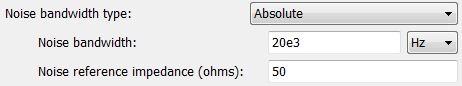 Noise bandwidth type: Absolute
Noise bandwidth: 20e3 Hz
Noise reference impedance (ohms): 50